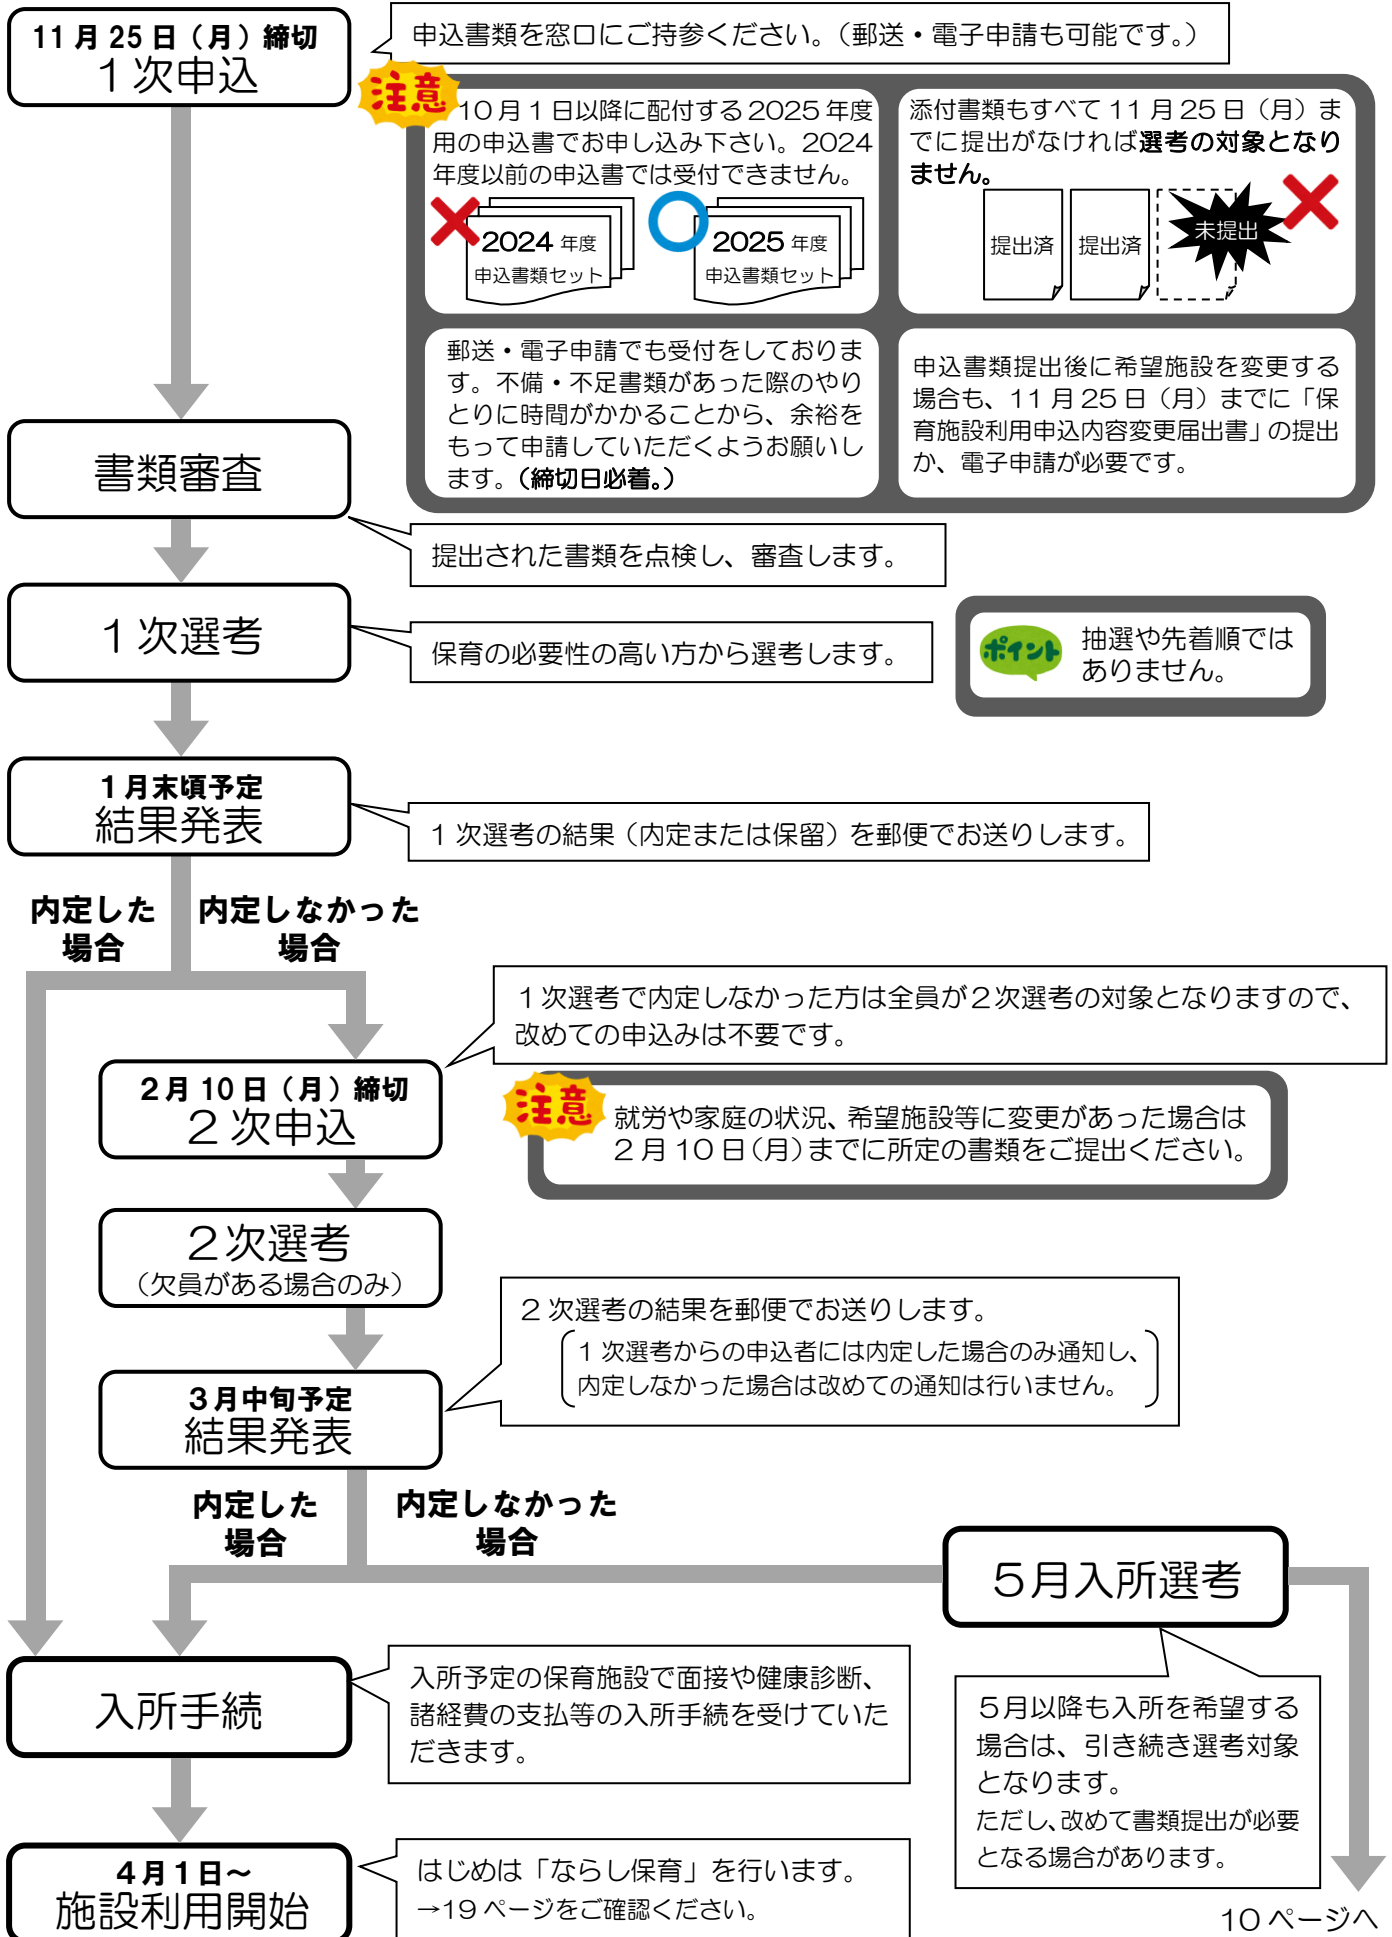 11月25日（月）締切
1次申込
申込書類を窓口にご持参ください。（郵送・電子申請も可能です。）
注意
10月1日以降に配付する2025年度
用の申込書でお申し込み下さい。2024
年度以前の申込書では受付できません。
2024 年度
申込書類セット
2025 年度
申込書類セット
添付書類もすべて11月25日（月）ま
でに提出がなければ選考の対象となり
ません。
提出済
提出済
未提出
郵送・電子申請でも受付をしておりま
す。不備・不足書類があった際のやり
とりに時間がかかることから、余裕を
もって申請していただくようお願いし
ます。（締切日必着。）
申込書類提出後に希望施設を変更する
場合も、11月25日（月）までに「保
育施設利用申込内容変更届出書」の提出
か、電子申請が必要です。
書類審査
提出された書類を点検し、審査します。
1次選考
保育の必要性の高い方から選考します。
ポイント
抽選や先着順では
ありません。
1月末頃予定
結果発表
1次選考の結果（内定または保留）を郵便でお送りします。
内定した
場合
内定しなかった
場合
1次選考で内定しなかった方は全員が2次選考の対象となりますので、
改めての申込みは不要です。
2月10日（月）締切
2次申込
注意
就労や家庭の状況、希望施設等に変更があった場合は
2月10日（月）までに所定の書類をご提出ください。
2次選考
（欠員がある場合のみ）
2次選考の結果を郵便でお送りします。
1次選考からの申込者には内定した場合のみ通知し、
内定しなかった場合は改めての通知は行いません。
3月中旬予定
結果発表
内定した
場合
内定しなかった
場合
5月入所選考
入所手続
入所予定の保育施設で面接や健康診断、
諸経費の支払等の入所手続を受けていた
だきます。
5月以降も入所を希望する
場合は、引き続き選考対象
となります。
ただし、改めて書類提出が必要
となる場合があります。
4月1日～
施設利用開始
はじめは「ならし保育」を行います。
→19ページをご確認ください。
10ページへ